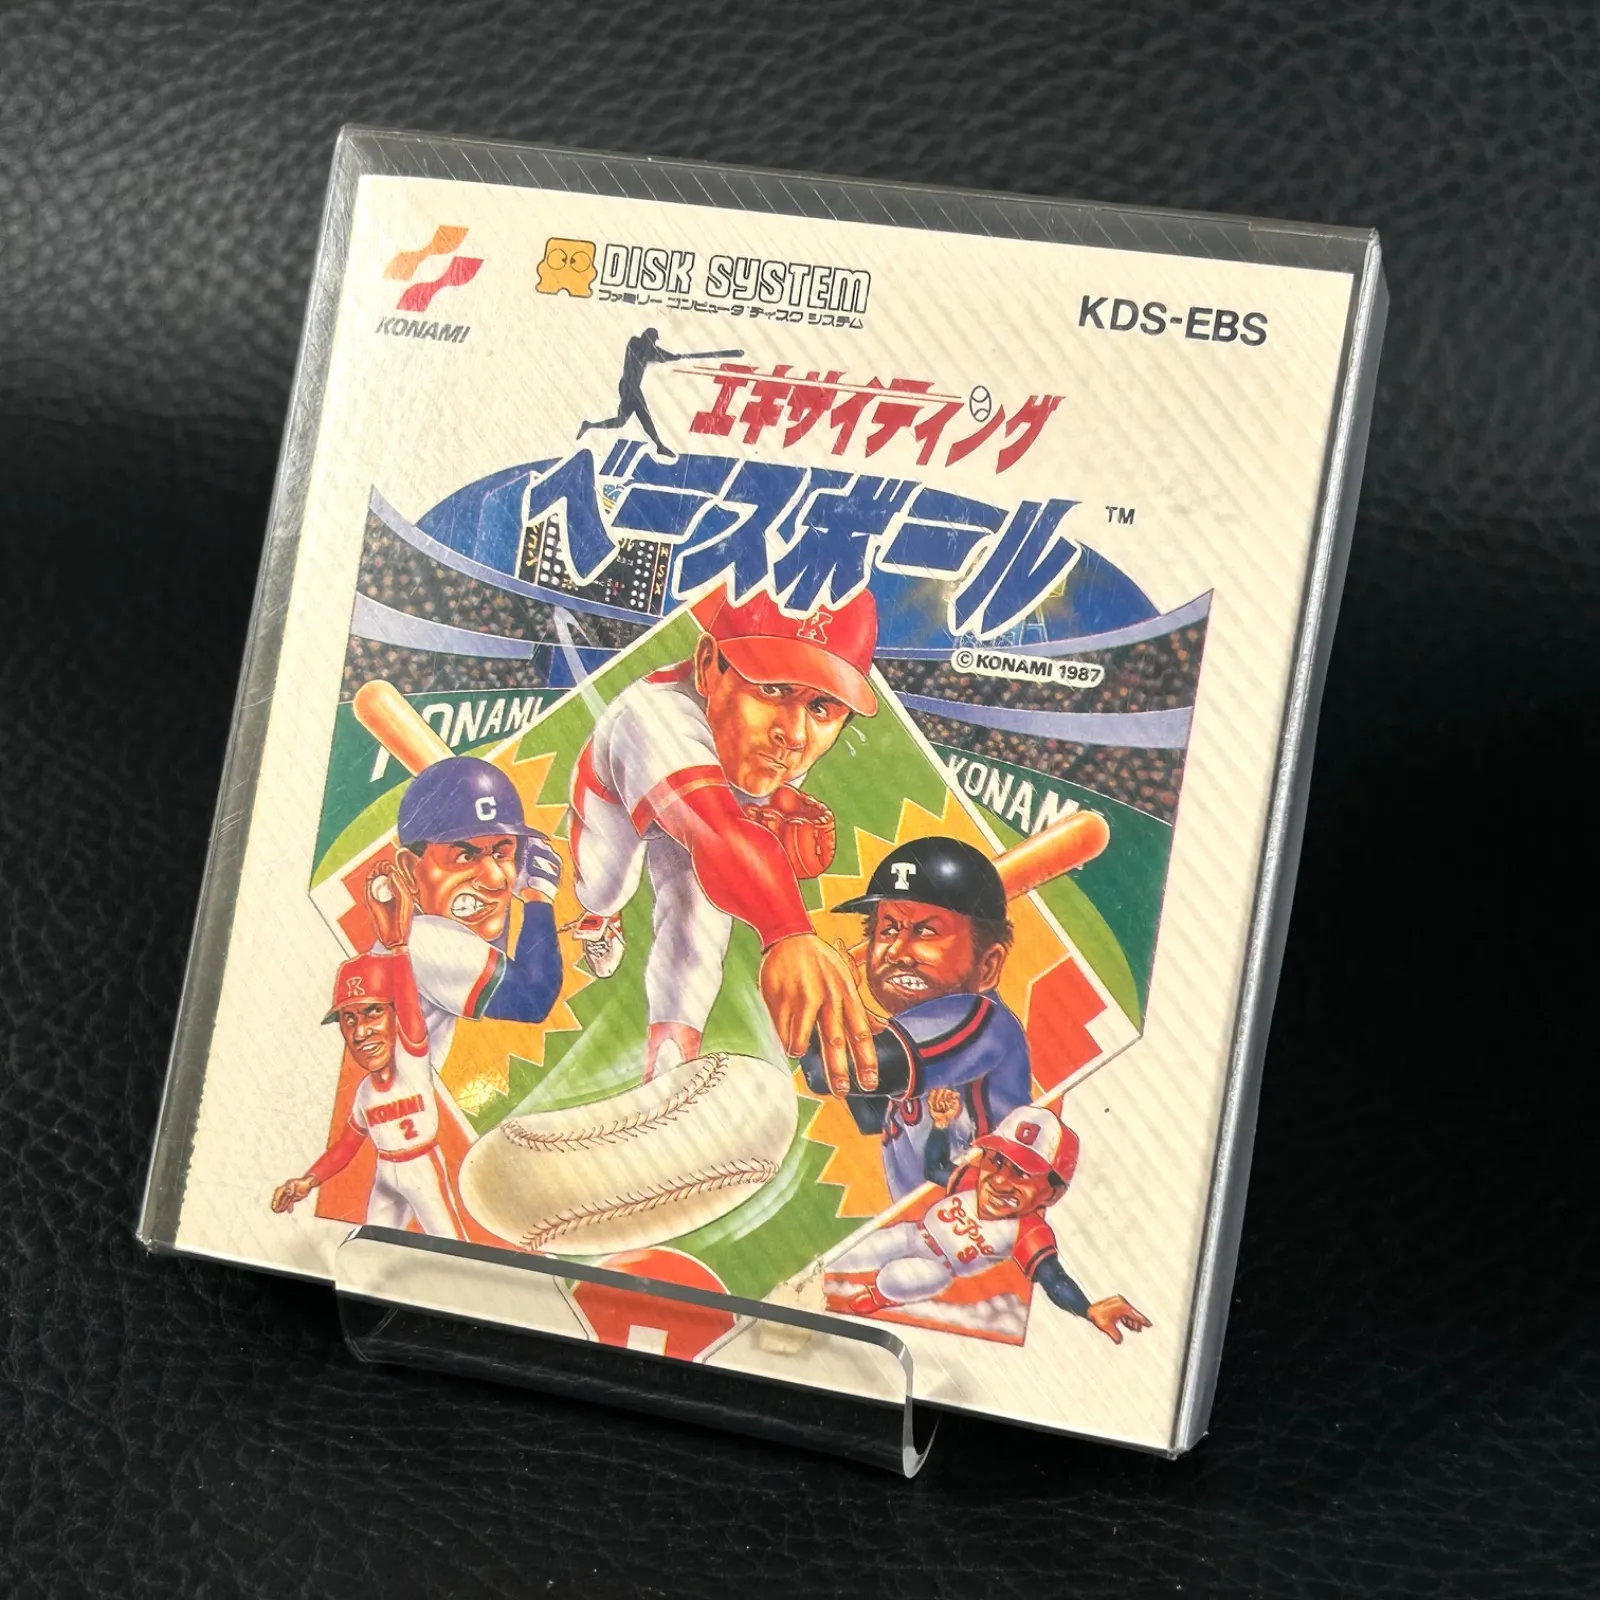 KONAMI
DISK SYSTEM
ファミリー コンピュータ ディスク システム
KDS-EBS
エキサイティング
ベースボール
TM
©KONAMI 1987
KONAMI
KONAMI
K
C
T
K
KONAMI
2
G
9